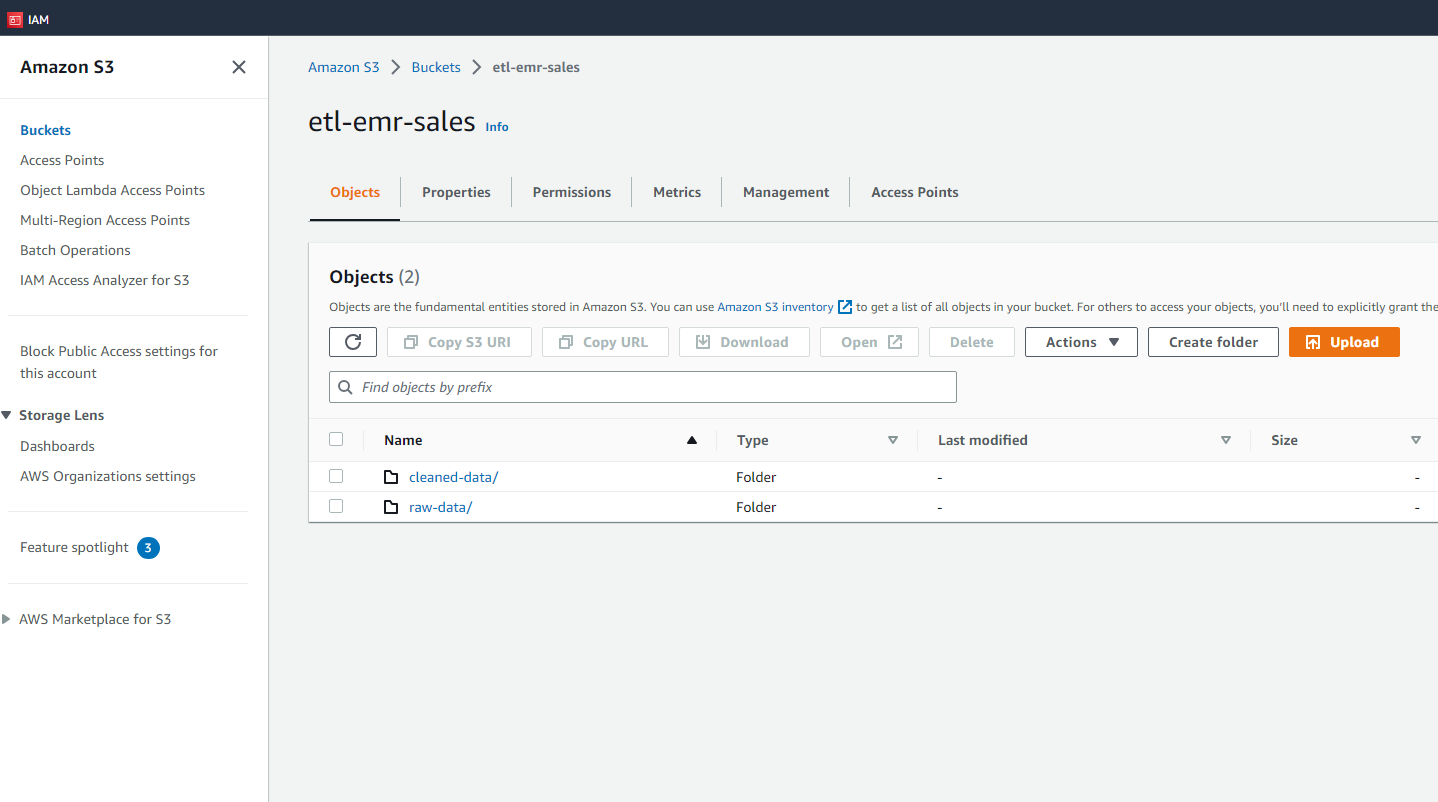 IAM
Amazon S3
Buckets
Access Points
Object Lambda Access Points
Multi-Region Access Points
Batch Operations
IAM Access Analyzer for S3
Block Public Access settings for
this account
Storage Lens
Dashboards
AWS Organizations settings
Feature spotlight 3
AWS Marketplace for S3
Amazon S3 Buckets etl-emr-sales
etl-emr-sales Info
Objects Properties Permissions Metrics Management Access Points
Objects (2)
Objects are the fundamental entities stored in Amazon S3. You can use Amazon S3 inventory to get a list of all objects in your bucket. For others to access your objects, you'll need to explicitly grant the
Copy S3 URI Copy URL Download Open Delete Actions Create folder Upload
Find objects by prefix
Name Type Last modified Size
cleaned-data/ Folder - -
raw-data/ Folder - -